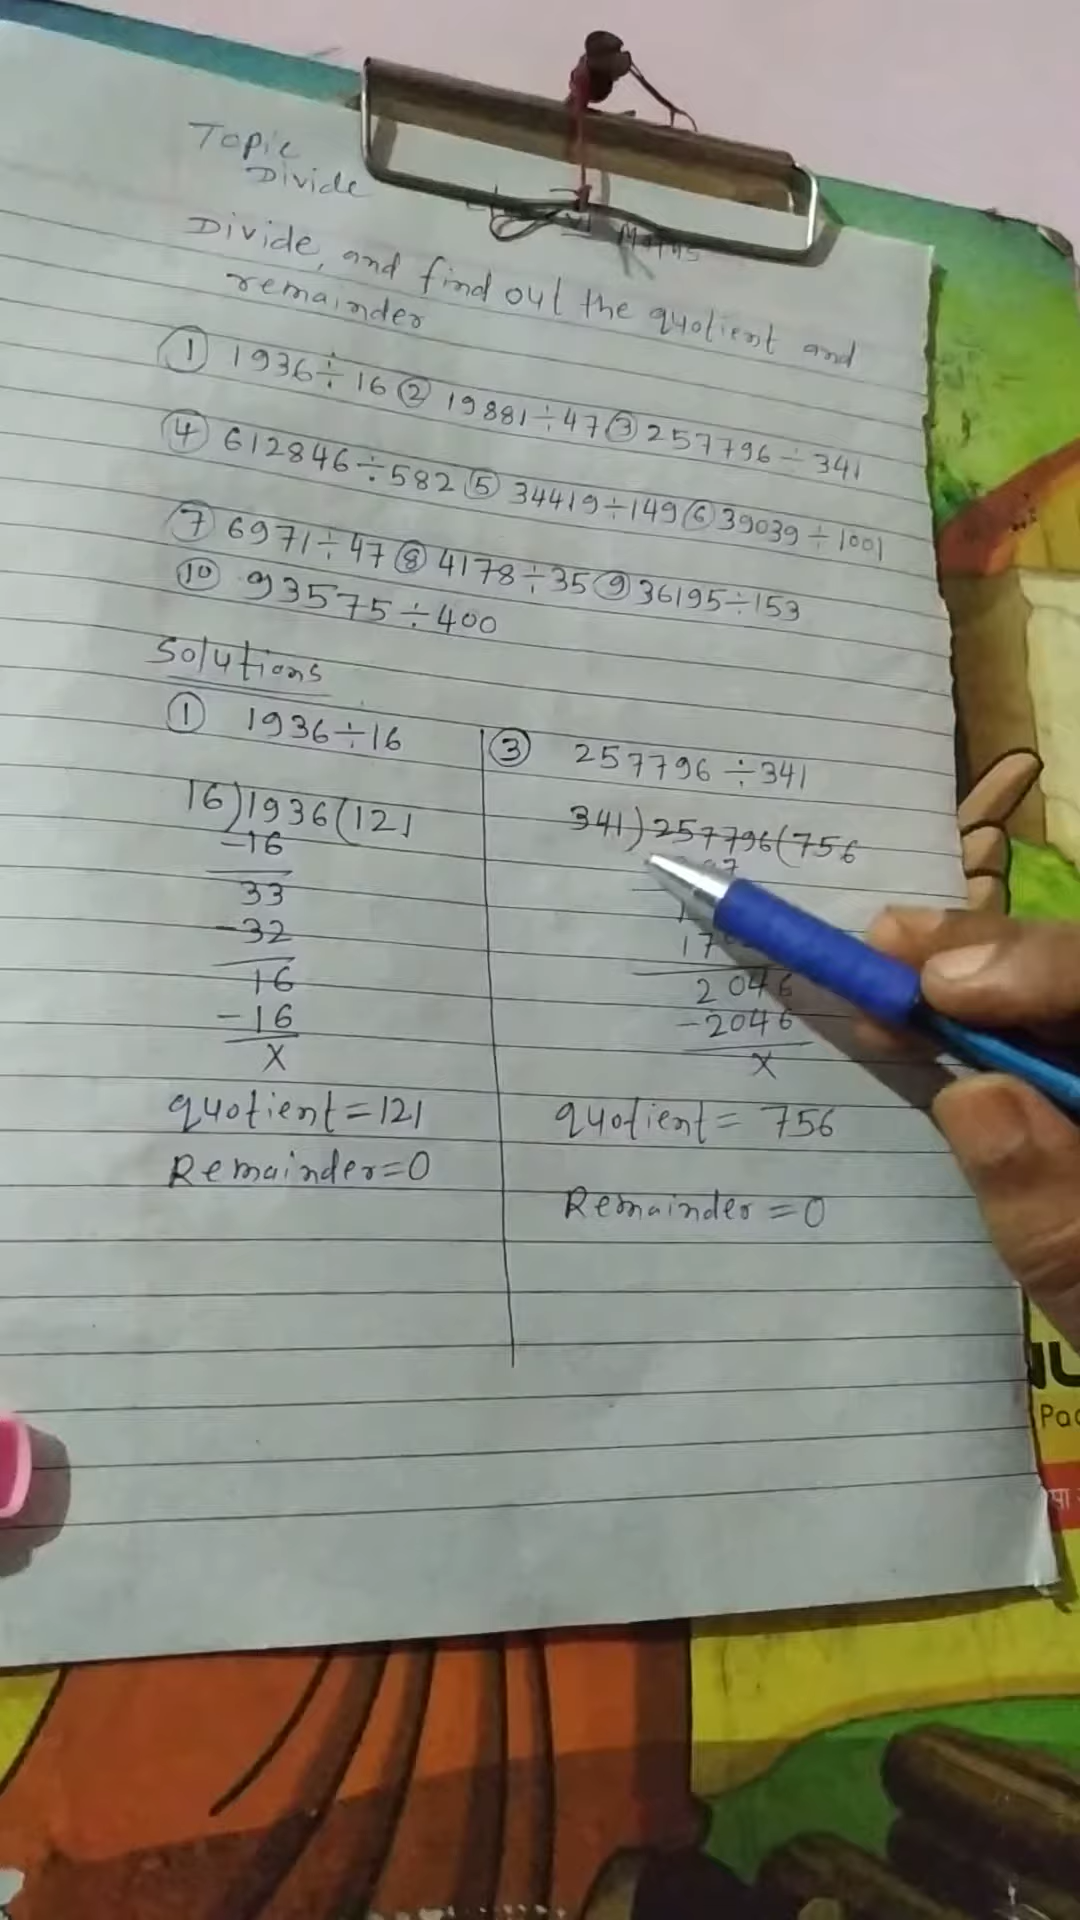 Topic
Divide
Maths
Divide, and find out the quotient and
remainder
① 1936÷16 ② 19881÷47 ③ 257796÷341
④ 612846÷582 ⑤ 34419÷149 ⑥ 39039÷1001
⑦ 6971÷47 ⑧ 4178÷35 ⑨ 36195÷153
⑩ 93575÷400
Solutions
① 1936÷16
16)1936(121
-16
33
-32
16
-16
X
quotient=121
Remainder=0
③ 257796÷341
341)257796(756
2046
-2046
X
quotient= 756
Remainder=0